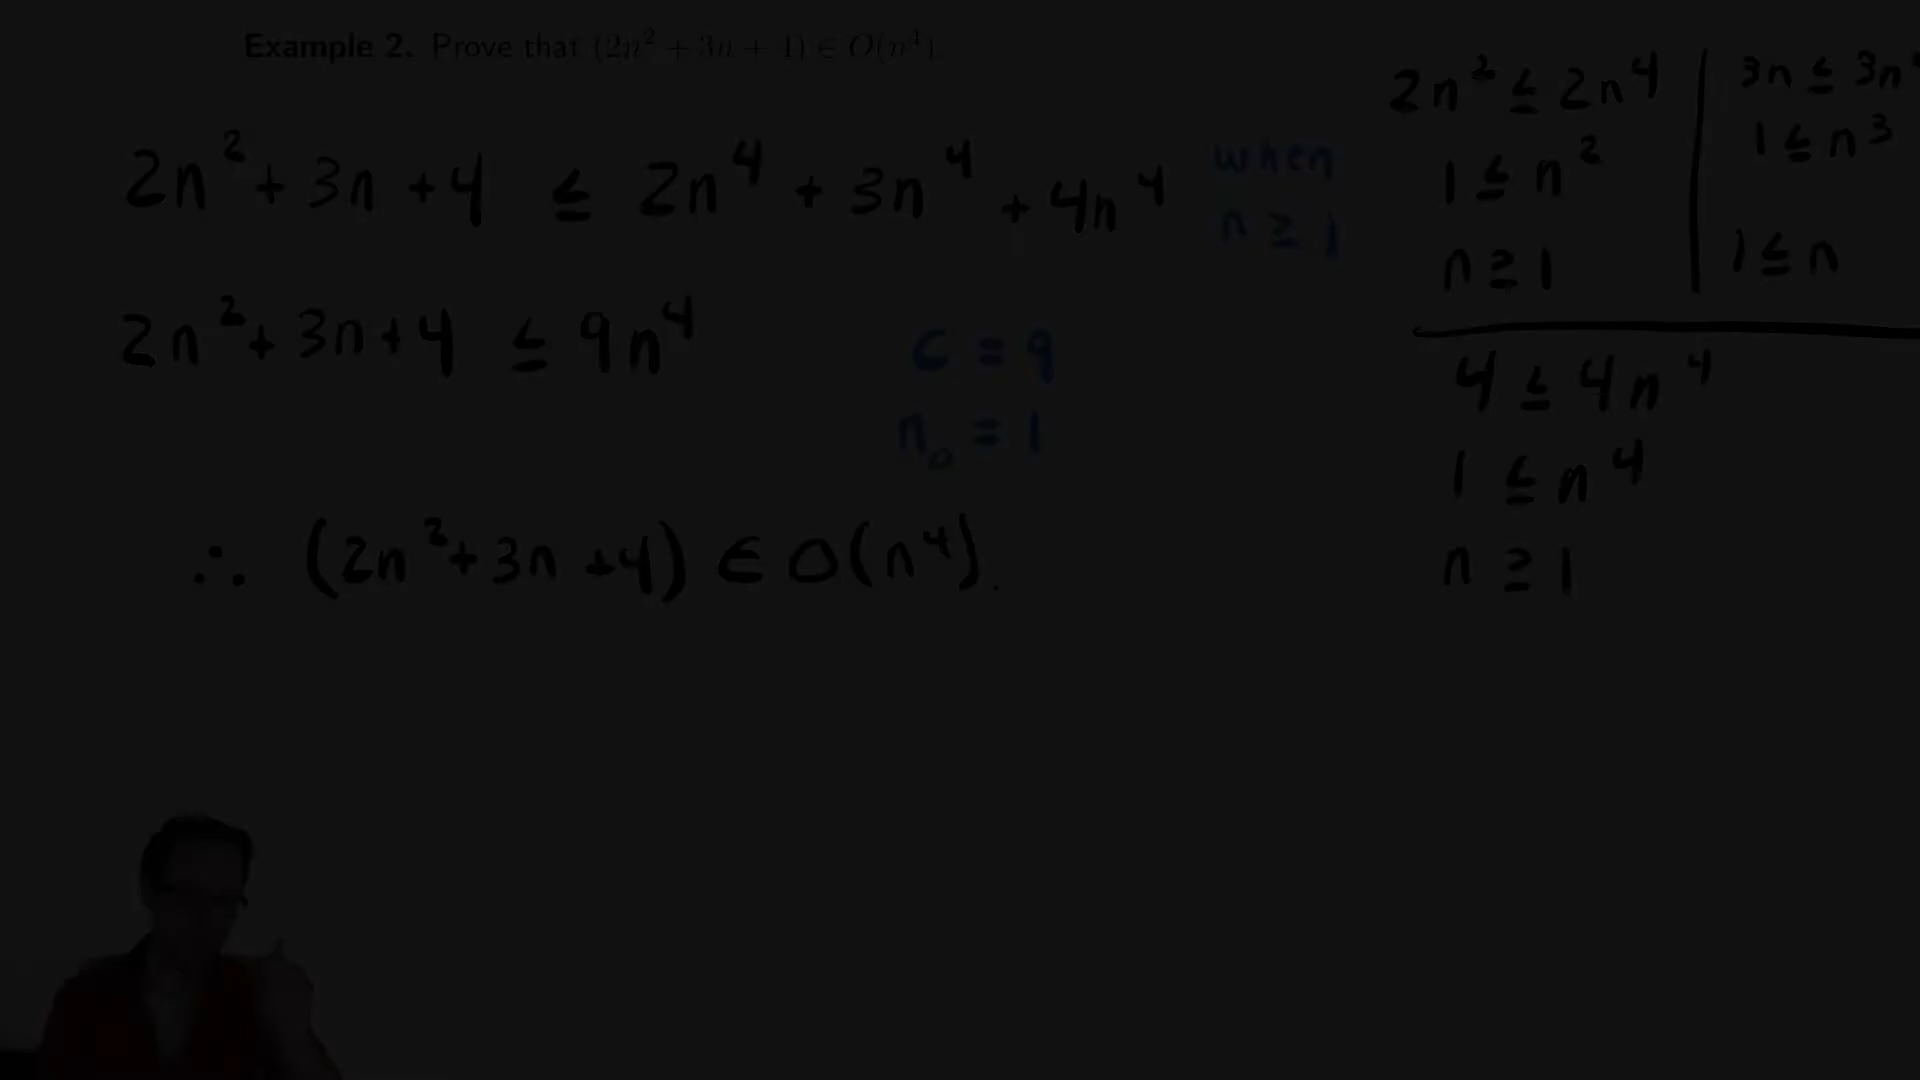 Example 2. Prove that (2n² + 3n + 4) ∈ O(n⁴).
2n² + 3n + 4 ≤ 2n⁴ + 3n⁴ + 4n⁴ when
n ≥ 1
2n² + 3n + 4 ≤ 9n⁴
c = 9
n₀ = 1
∴ (2n² + 3n + 4) ∈ O(n⁴).
2n² ≤ 2n⁴
1 ≤ n²
n ≥ 1
3n ≤ 3n⁴
1 ≤ n³
1 ≤ n
4 ≤ 4n⁴
1 ≤ n⁴
n ≥ 1